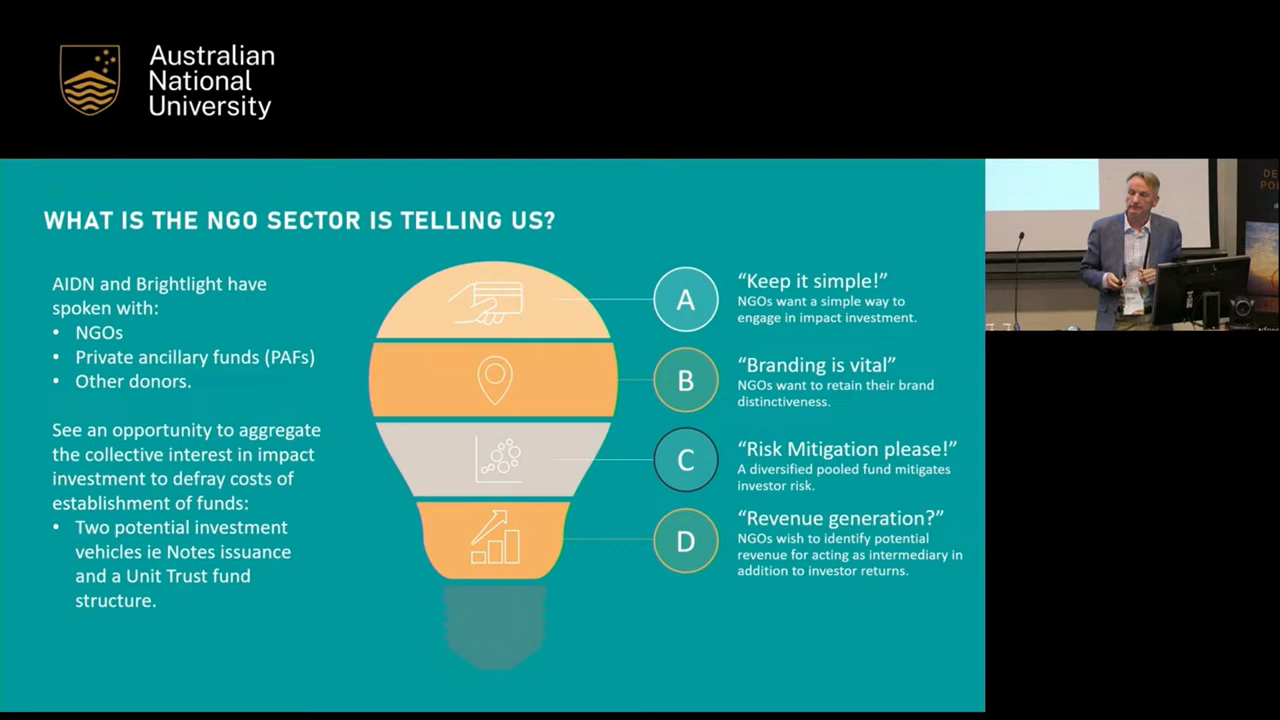 Australian
National
University
WHAT IS THE NGO SECTOR IS TELLING US?
AIDN and Brightlight have
spoken with:
• NGOs
• Private ancillary funds (PAFs)
• Other donors.
See an opportunity to aggregate
the collective interest in impact
investment to defray costs of
establishment of funds:
• Two potential investment
vehicles ie Notes issuance
and a Unit Trust fund
structure.
A
“Keep it simple!”
NGOs want a simple way to
engage in impact investment.
B
“Branding is vital”
NGOs want to retain their brand
distinctiveness.
C
“Risk Mitigation please!”
A diversified pooled fund mitigates
investor risk.
D
“Revenue generation?”
NGOs wish to identify potential
revenue for acting as intermediary in
addition to investor returns.